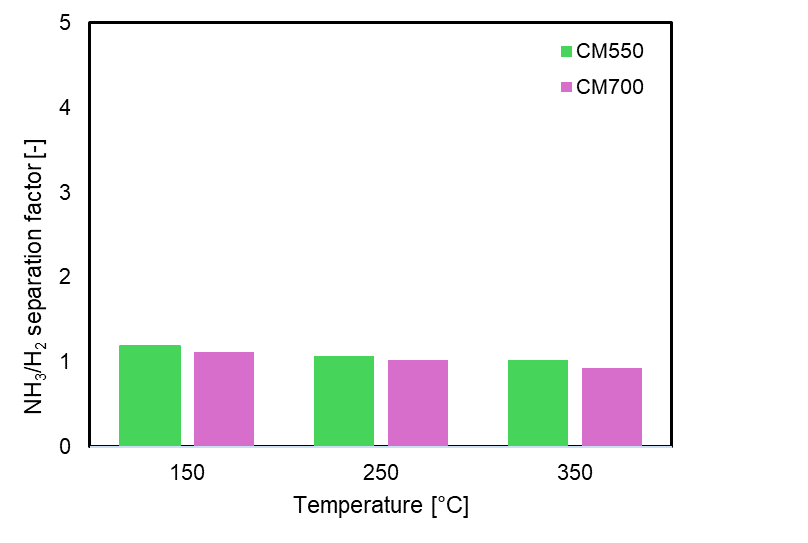 5
CM550
CM700
4
3
2
1
0
NH₃/H₂ separation factor [-]
150 250 350
Temperature [°C]